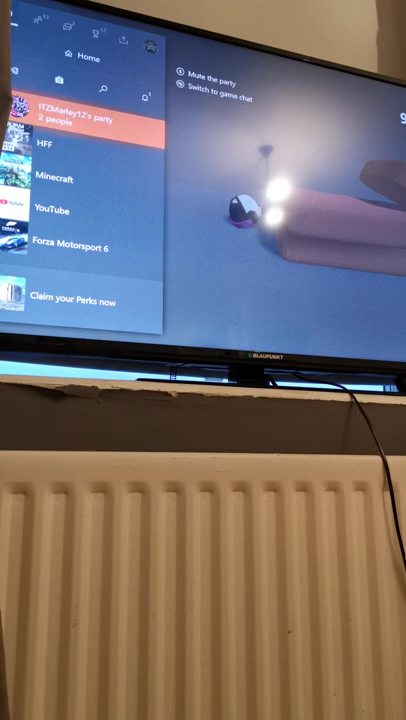 Home
Mute the party
Switch to game chat
9
ITZMarley12's party
2 people
HFF
Minecraft
YouTube
Forza Motorsport 6
Claim your Perks now
BLAUPUNKT